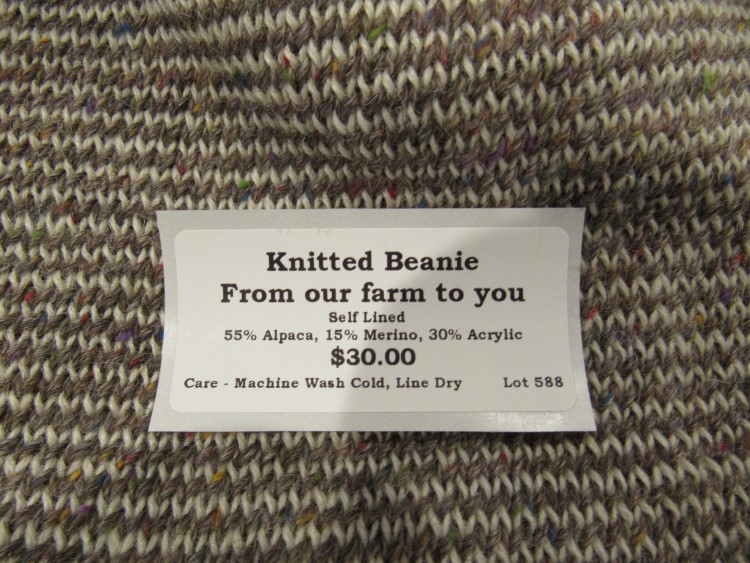 Knitted Beanie
From our farm to you
Self Lined
55% Alpaca, 15% Merino, 30% Acrylic
$30.00
Care - Machine Wash Cold, Line Dry Lot 588